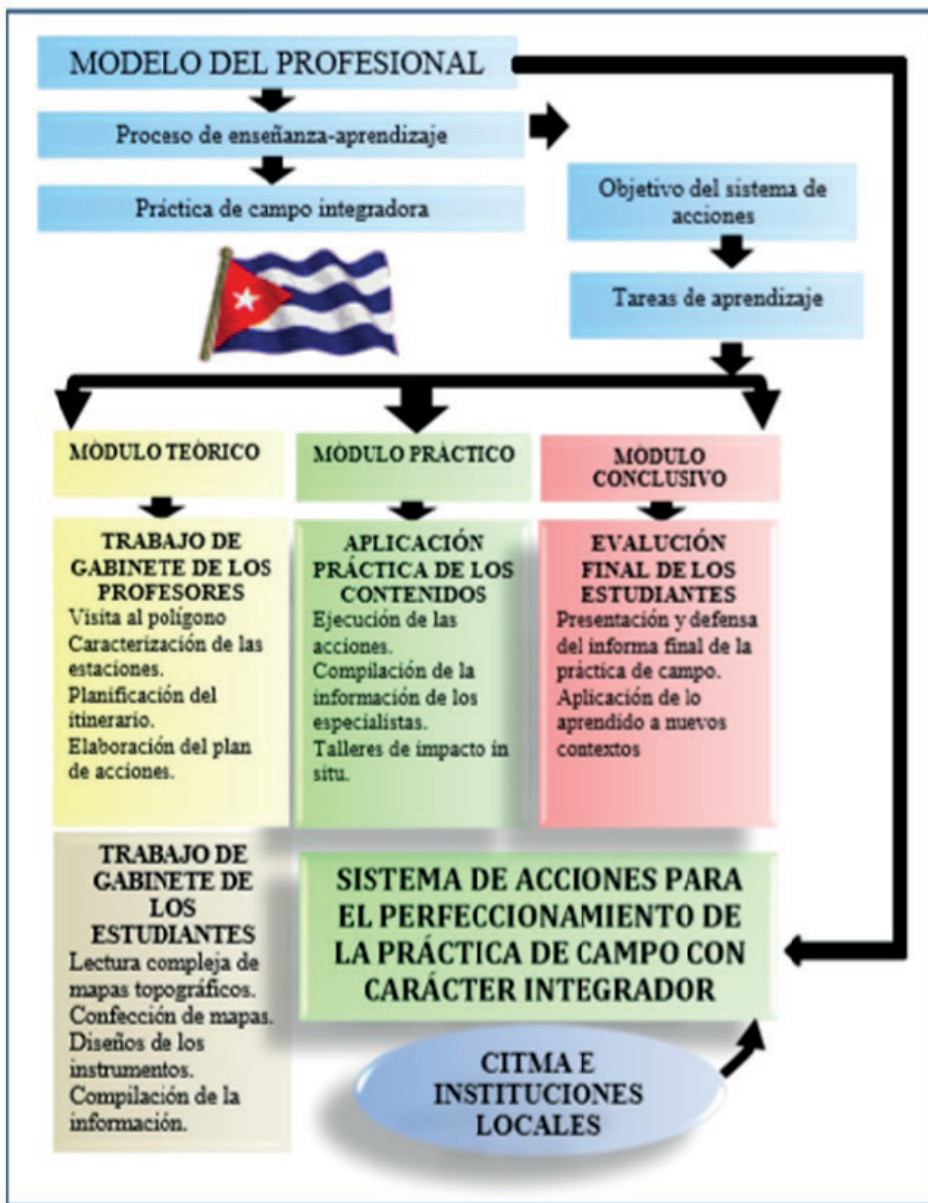 MODELO DEL PROFESIONAL
Proceso de enseñanza-aprendizaje
Práctica de campo integradora
Objetivo del sistema de
acciones
Tareas de aprendizaje
MÓDULO TEÓRICO
TRABAJO DE
GABINETE DE LOS
PROFESORES
Visita al polígono
Caracterización de las
estaciones.
Planificación del
itinerario.
Elaboración del plan
de acciones.
TRABAJO DE
GABINETE DE
LOS
ESTUDIANTES
Lectura compleja de
mapas topográficos.
Confección de mapas.
Diseños de los
instrumentos.
Compilación de la
información.
MÓDULO PRÁCTICO
APLICACIÓN
PRÁCTICA DE LOS
CONTENIDOS
Ejecución de las
acciones.
Compilación de la
información de los
especialistas.
Talleres de impacto in
situ.
MÓDULO
CONCLUSIVO
EVALUCIÓN
FINAL DE LOS
ESTUDIANTES
Presentación y defensa
del informa final de la
práctica de campo.
Aplicación de lo
aprendido a nuevos
contextos
SISTEMA DE ACCIONES PARA
EL PERFECCIONAMIENTO DE
LA PRÁCTICA DE CAMPO CON
CARÁCTER INTEGRADOR
CITMA E
INSTITUCIONES
LOCALES